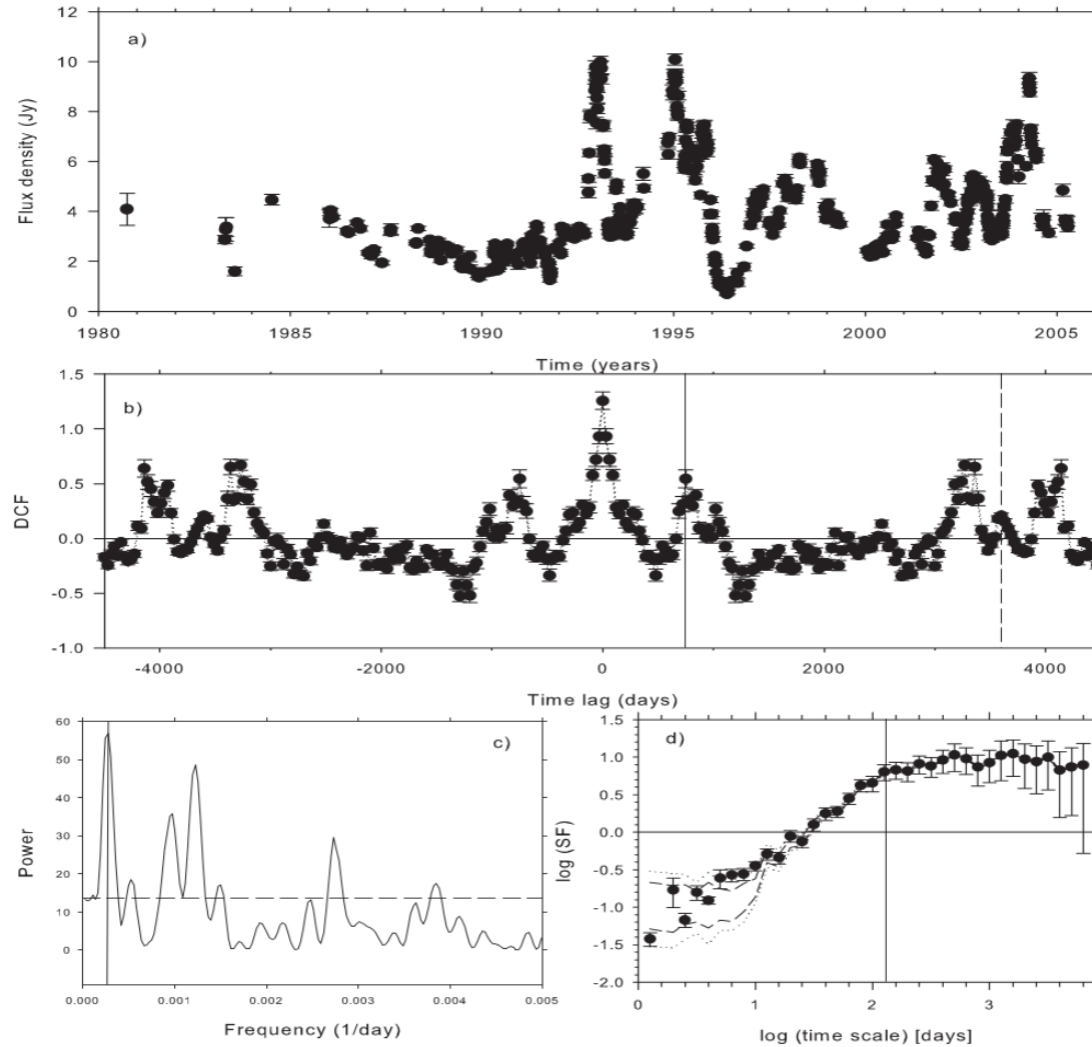 a)
Flux density (Jy)
12
10
8
6
4
2
0
1980 1985 1990 1995 2000 2005
Time (years)
b)
DCF
1.5
1.0
0.5
0.0
-0.5
-1.0
-4000 -2000 0 2000 4000
Time lag (days)
c)
Power
60
50
40
30
20
10
0
0.000 0.001 0.002 0.003 0.004 0.005
Frequency (1/day)
d)
log (SF)
1.5
1.0
0.5
0.0
-0.5
-1.0
-1.5
-2.0
0 1 2 3
log (time scale) [days]